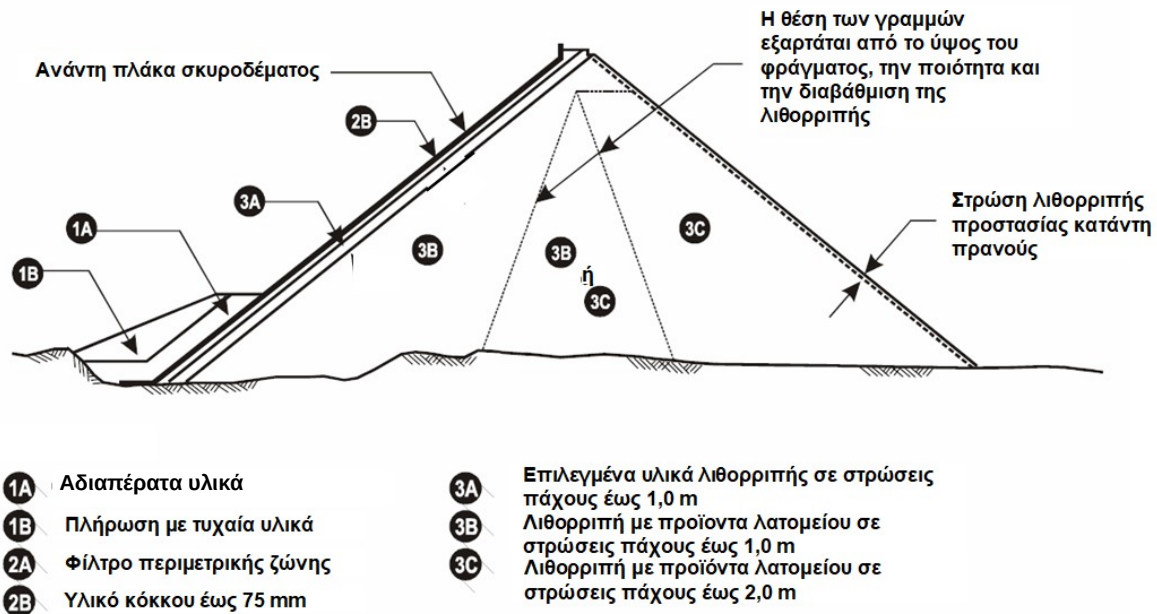 Η θέση των γραμμών
εξαρτάται από το ύψος του
φράγματος, την ποιότητα και
την διαβάθμιση της
λιθορριπής
Ανάντη πλάκα σκυροδέματος
2B
3A
1A
1B
3B
3B
ή
3C
3C
Στρώση λιθορριπής
προστασίας κατάντη
πρανούς
1A Αδιαπέρατα υλικά
1B Πλήρωση με τυχαία υλικά
2A Φίλτρο περιμετρικής ζώνης
2B Υλικό κόκκου έως 75 mm
3A Επιλεγμένα υλικά λιθορριπής σε στρώσεις
πάχους έως 1,0 m
3B Λιθορριπή με προϊοντα λατομείου σε
στρώσεις πάχους έως 1,0 m
3C Λιθορριπή με προϊόντα λατομείου σε
στρώσεις πάχους έως 2,0 m